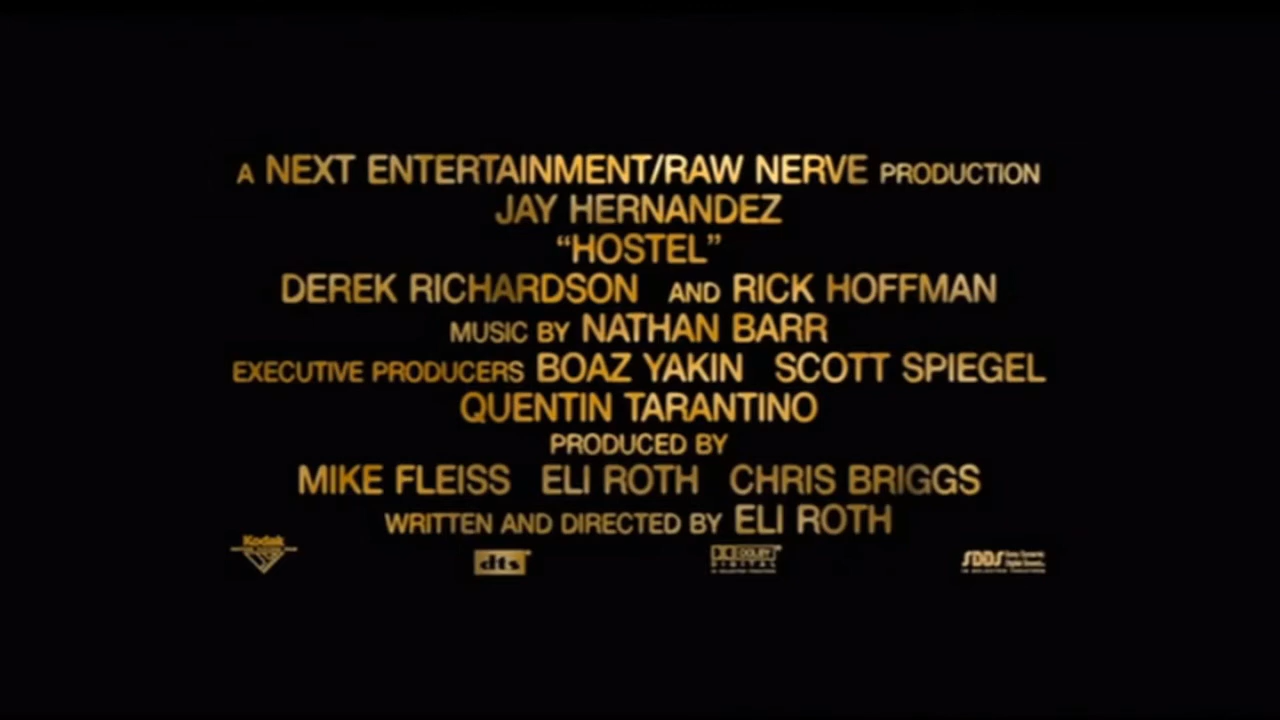 A NEXT ENTERTAINMENT/RAW NERVE PRODUCTION
JAY HERNANDEZ
“HOSTEL”
DEREK RICHARDSON AND RICK HOFFMAN
MUSIC BY NATHAN BARR
EXECUTIVE PRODUCERS BOAZ YAKIN SCOTT SPIEGEL
QUENTIN TARANTINO
PRODUCED BY
MIKE FLEISS ELI ROTH CHRIS BRIGGS
WRITTEN AND DIRECTED BY ELI ROTH
Kodak dts DOLBY SDDS
DIGITAL